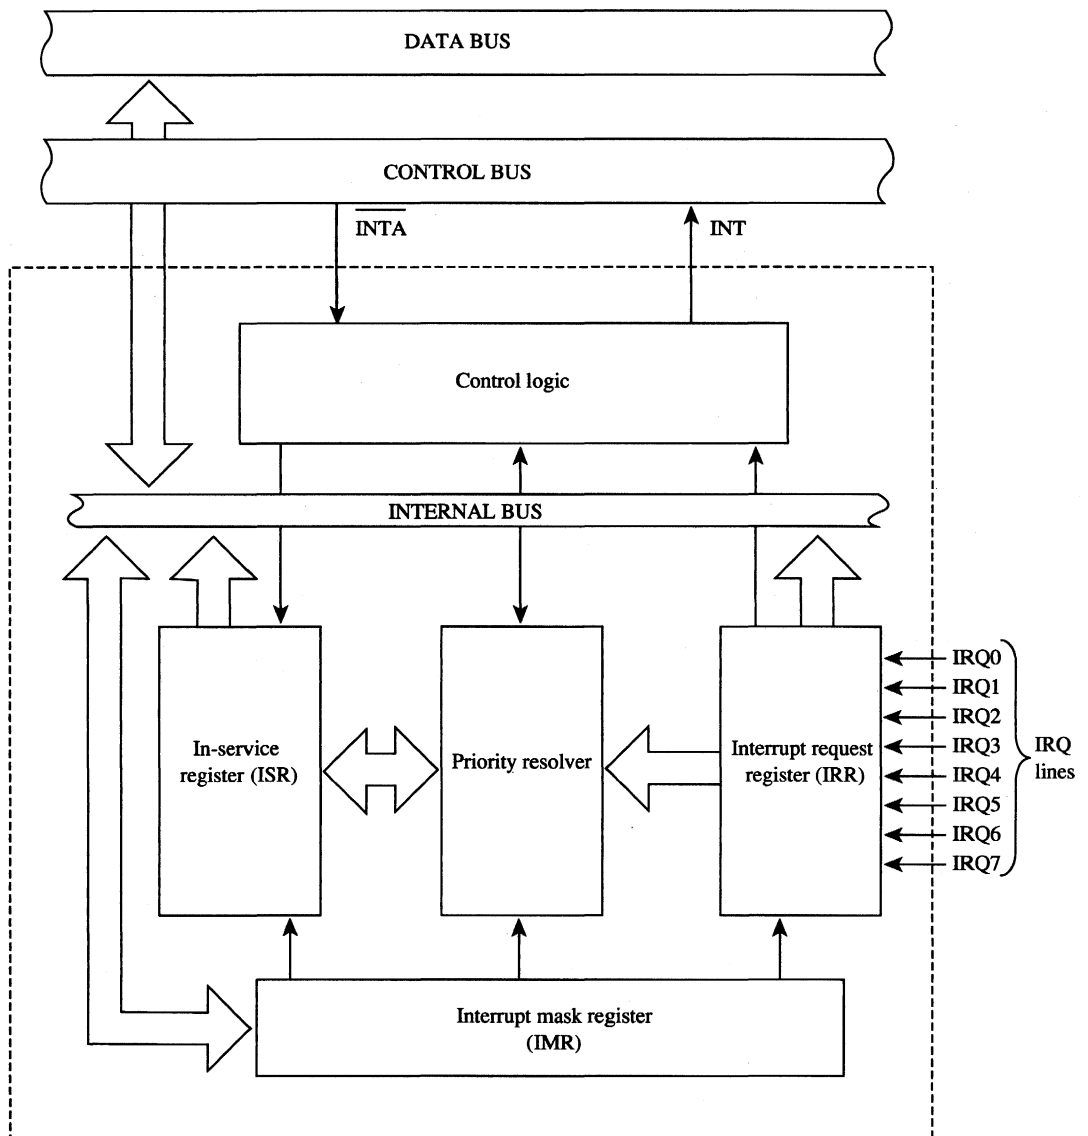 DATA BUS
CONTROL BUS
INTA
INT
Control logic
INTERNAL BUS
In-service
register (ISR)
Priority resolver
Interrupt request
register (IRR)
IRQ0
IRQ1
IRQ2
IRQ3
IRQ4
IRQ5
IRQ6
IRQ7
IRQ
lines
Interrupt mask register
(IMR)